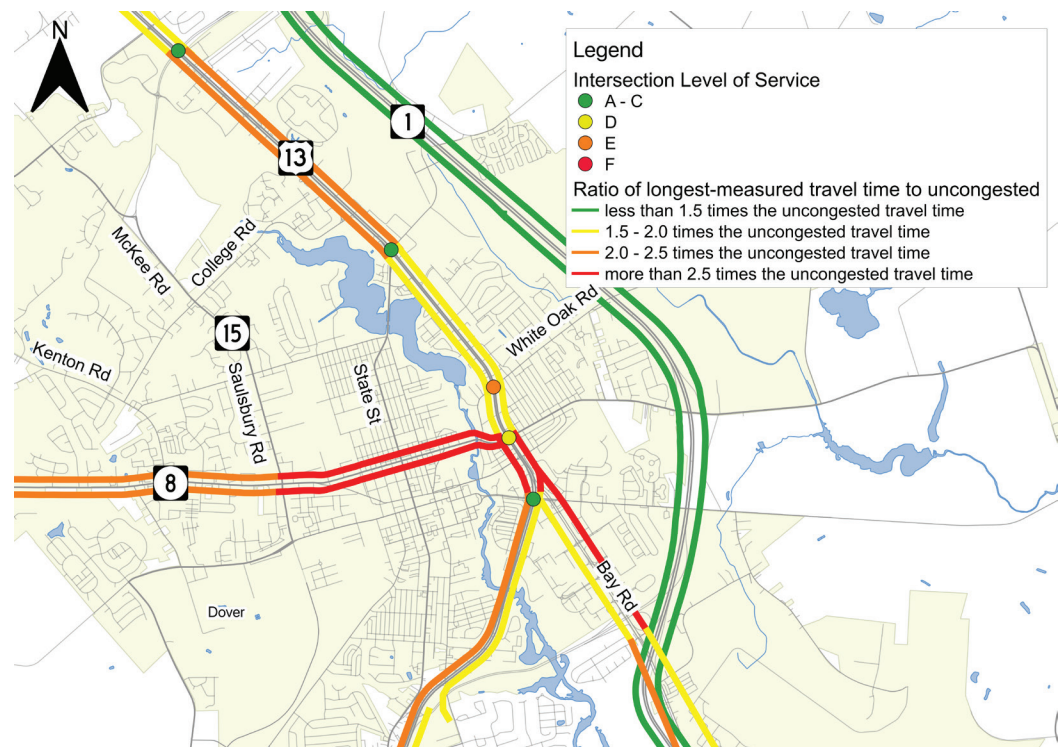 N
Legend
Intersection Level of Service
A - C
D
E
F
Ratio of longest-measured travel time to uncongested
less than 1.5 times the uncongested travel time
1.5 - 2.0 times the uncongested travel time
2.0 - 2.5 times the uncongested travel time
more than 2.5 times the uncongested travel time
1
13
McKee Rd
College Rd
White Oak Rd
15
Kenton Rd
Saulsbury Rd
State St
8
Bay Rd
Dover